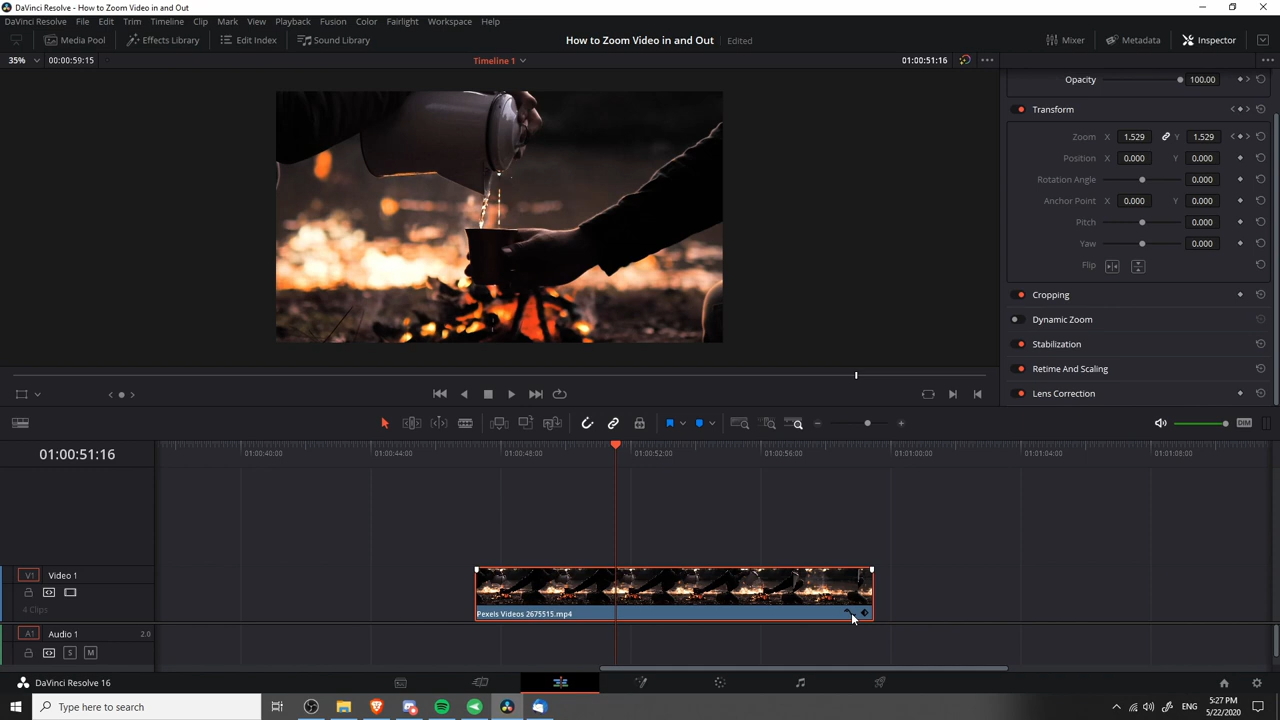 DaVinci Resolve - How to Zoom Video in and Out
DaVinci Resolve File Edit Trim Timeline Clip Mark View Playback Fusion Color Fairlight Workspace Help
Media Pool Effects Library Edit Index Sound Library How to Zoom Video in and Out Edited Mixer Metadata Inspector
35% 00:00:59:15 Timeline 1 01:00:51:16
Opacity 100.00
Transform
Zoom X 1.529 Y 1.529
Position X 0.000 Y 0.000
Rotation Angle 0.000
Anchor Point X 0.000 Y 0.000
Pitch 0.000
Yaw 0.000
Flip
Cropping
Dynamic Zoom
Stabilization
Retime And Scaling
Lens Correction
DIM
01:00:51:16 01:00:40:00 01:00:44:00 01:00:48:00 01:00:52:00 01:00:56:00 01:01:00:00 01:01:04:00 01:01:08:00
V1 Video 1
4 Clips
Pexels Videos 2675515.mp4
A1 Audio 1 2.0
S M
DaVinci Resolve 16
Type here to search
ENG
5:27 PM
5/22/2020